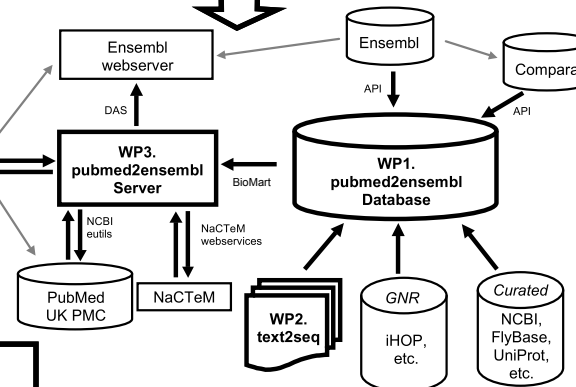 Ensembl
webserver
Ensembl
Compara
API
API
DAS
WP3.
pubmed2ensembl
Server
BioMart
WP1.
pubmed2ensembl
Database
NCBI
eutils
NaCTeM
webservices
PubMed
UK PMC
NaCTeM
WP2.
text2seq
GNR
iHOP,
etc.
Curated
NCBI,
FlyBase,
UniProt,
etc.